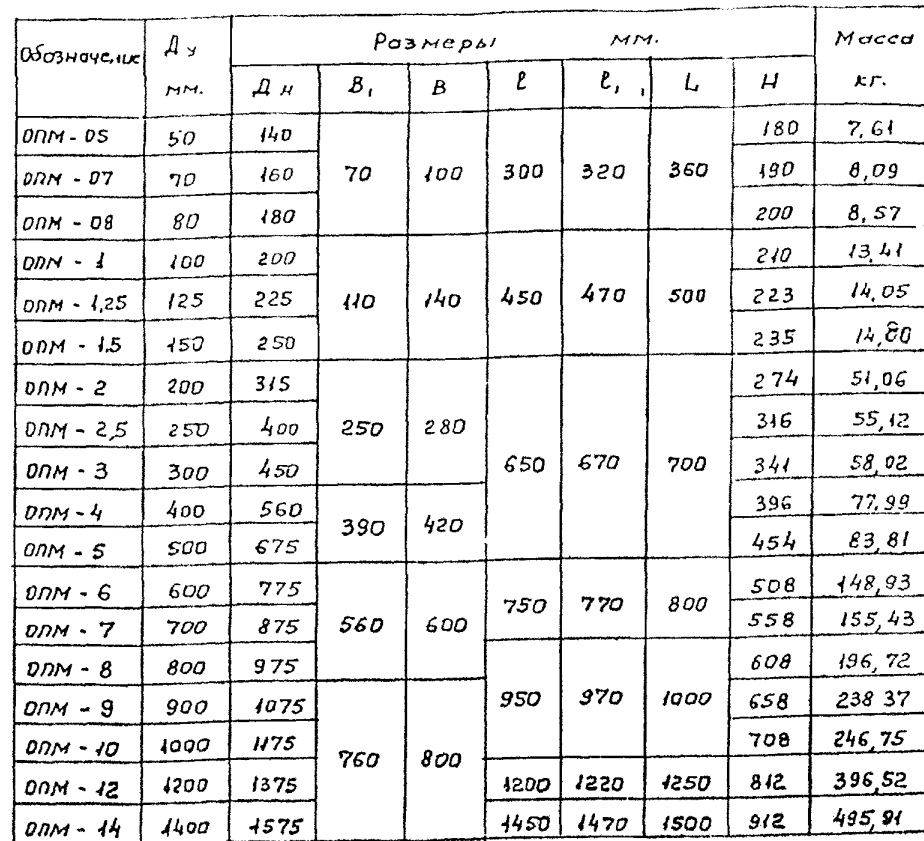 Обозначение Ду Размеры мм. Масса
мм. Дн B₁ B ℓ ℓ₁ L H кг.
ОПМ - 05 50 140 180 7,61
ОПМ - 07 70 160 70 100 300 320 360 190 8,09
ОПМ - 08 80 180 200 8,57
ОПМ - 1 100 200 210 13,41
ОПМ - 1,25 125 225 110 140 450 470 500 223 14,05
ОПМ - 1.5 150 250 235 14,80
ОПМ - 2 200 315 274 51,06
ОПМ - 2,5 250 400 250 280 316 55,12
ОПМ - 3 300 450 650 670 700 341 58,02
ОПМ - 4 400 560 390 420 396 77,99
ОПМ - 5 500 675 454 83,81
ОПМ - 6 600 775 750 770 800 508 148,93
ОПМ - 7 700 875 560 600 558 155,43
ОПМ - 8 800 975 608 196,72
ОПМ - 9 900 1075 950 970 1000 658 238 37
ОПМ - 10 1000 1175 760 800 708 246,75
ОПМ - 12 1200 1375 1200 1220 1250 812 396,52
ОПМ - 14 1400 1575 1450 1470 1500 912 495,91